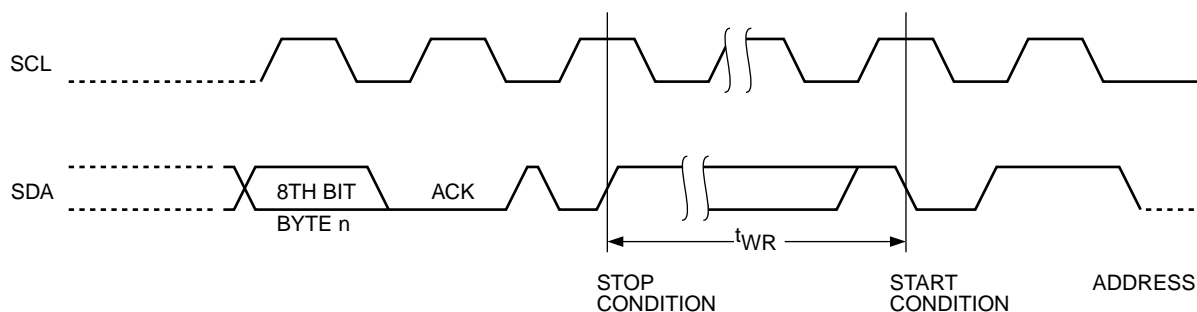 SCL
SDA
8TH BIT
ACK
BYTE n
tWR
STOP
CONDITION
START
CONDITION
ADDRESS